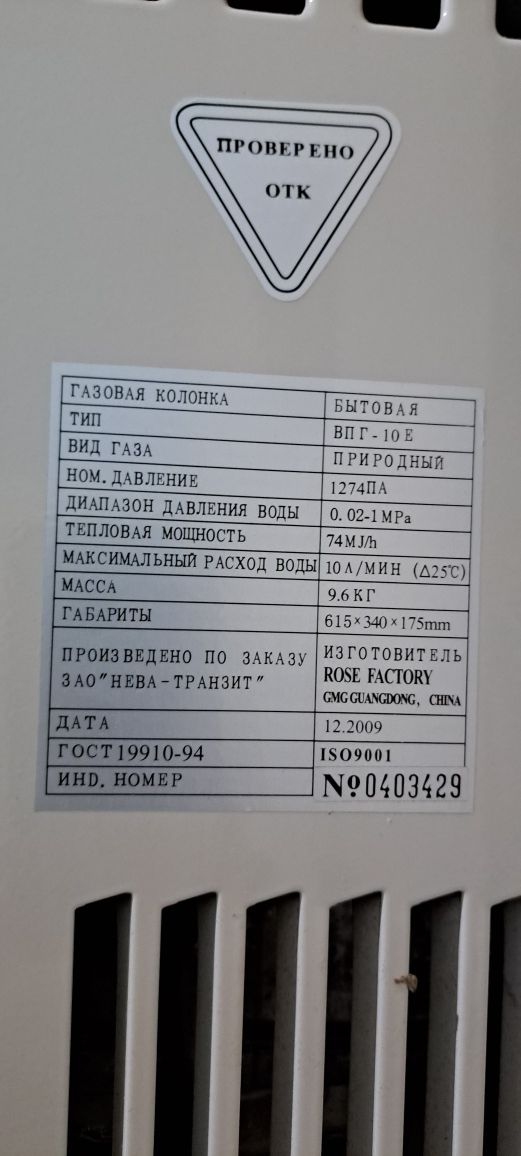 ПРОВЕРЕНО
ОТК
ГАЗОВАЯ КОЛОНКА БЫТОВАЯ
ТИП ВПГ-10Е
ВИД ГАЗА ПРИРОДНЫЙ
НОМ. ДАВЛЕНИЕ 1274ПА
ДИАПАЗОН ДАВЛЕНИЯ ВОДЫ 0.02-1MPa
ТЕПЛОВАЯ МОЩНОСТЬ 74MJ/h
МАКСИМАЛЬНЫЙ РАСХОД ВОДЫ 10Л/МИН (Δ25℃)
МАССА 9.6КГ
ГАБАРИТЫ 615×340×175mm
ПРОИЗВЕДЕНО ПО ЗАКАЗУ
ЗАО"НЕВА-ТРАНЗИТ"
ИЗГОТОВИТЕЛЬ
ROSE FACTORY
GMG GUANGDONG, CHINA
ДАТА 12.2009
ГОСТ19910-94 ISO9001
ИНD. НОМЕР №0403429